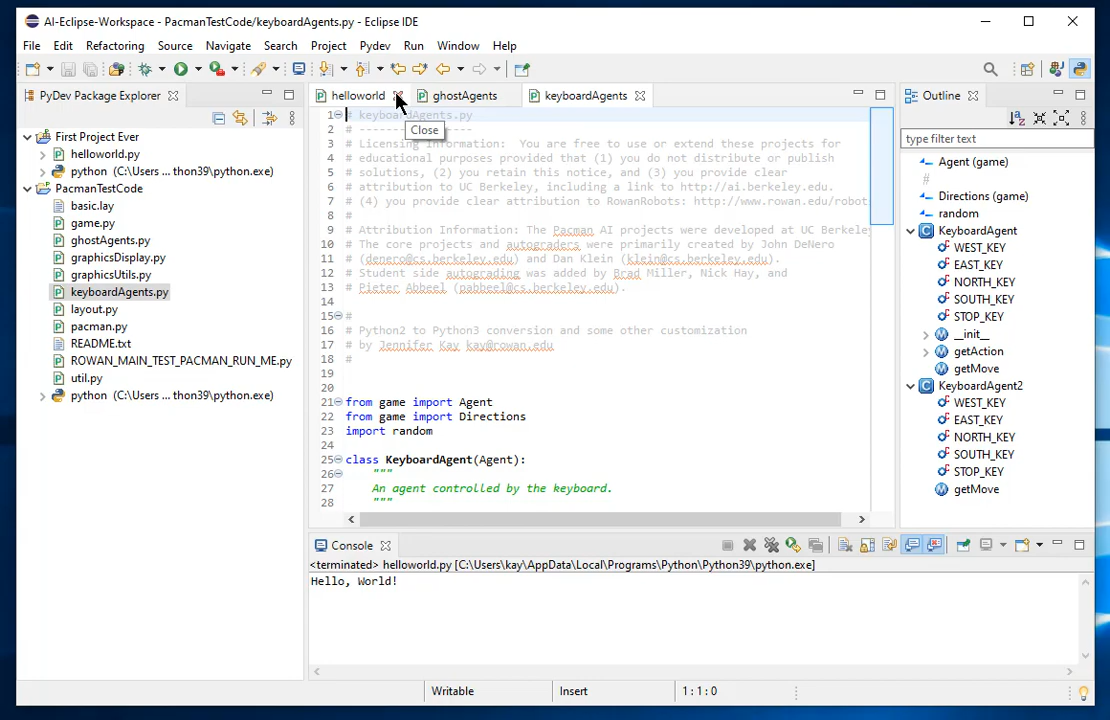 AI-Eclipse-Workspace - PacmanTestCode/keyboardAgents.py - Eclipse IDE
File Edit Refactoring Source Navigate Search Project Pydev Run Window Help
PyDev Package Explorer
First Project Ever
helloworld.py
python (C:\Users ... thon39\python.exe)
PacmanTestCode
basic.lay
game.py
ghostAgents.py
graphicsDisplay.py
graphicsUtils.py
keyboardAgents.py
layout.py
pacman.py
README.txt
ROWAN_MAIN_TEST_PACMAN_RUN_ME.py
util.py
python (C:\Users ... thon39\python.exe)
helloworld ghostAgents keyboardAgents
Close
1 # keyboardAgents.py
2 # ---------------
3 # Licensing Information:  You are free to use or extend these projects for
4 # educational purposes provided that (1) you do not distribute or publish
5 # solutions, (2) you retain this notice, and (3) you provide clear
6 # attribution to UC Berkeley, including a link to http://ai.berkeley.edu.
7 # (4) you provide clear attribution to RowanRobots: http://www.rowan.edu/robots
8 #
9 # Attribution Information: The Pacman AI projects were developed at UC Berkeley
10 # The core projects and autograders were primarily created by John DeNero
11 # (denero@cs.berkeley.edu) and Dan Klein (klein@cs.berkeley.edu).
12 # Student side autograding was added by Brad Miller, Nick Hay, and
13 # Pieter Abbeel (pabbeel@cs.berkeley.edu).
14
15 #
16 # Python2 to Python3 conversion and some other customization
17 # by Jennifer Kay kay@rowan.edu
18 #
19
20
21 from game import Agent
22 from game import Directions
23 import random
24
25 class KeyboardAgent(Agent):
26 """
27 An agent controlled by the keyboard.
28 """
Outline
type filter text
Agent (game)
#
Directions (game)
random
KeyboardAgent
WEST_KEY
EAST_KEY
NORTH_KEY
SOUTH_KEY
STOP_KEY
__init__
getAction
getMove
KeyboardAgent2
WEST_KEY
EAST_KEY
NORTH_KEY
SOUTH_KEY
STOP_KEY
getMove
Console
<terminated> helloworld.py [C:\Users\kay\AppData\Local\Programs\Python\Python39\python.exe]
Hello, World!
Writable Insert 1 : 1 : 0